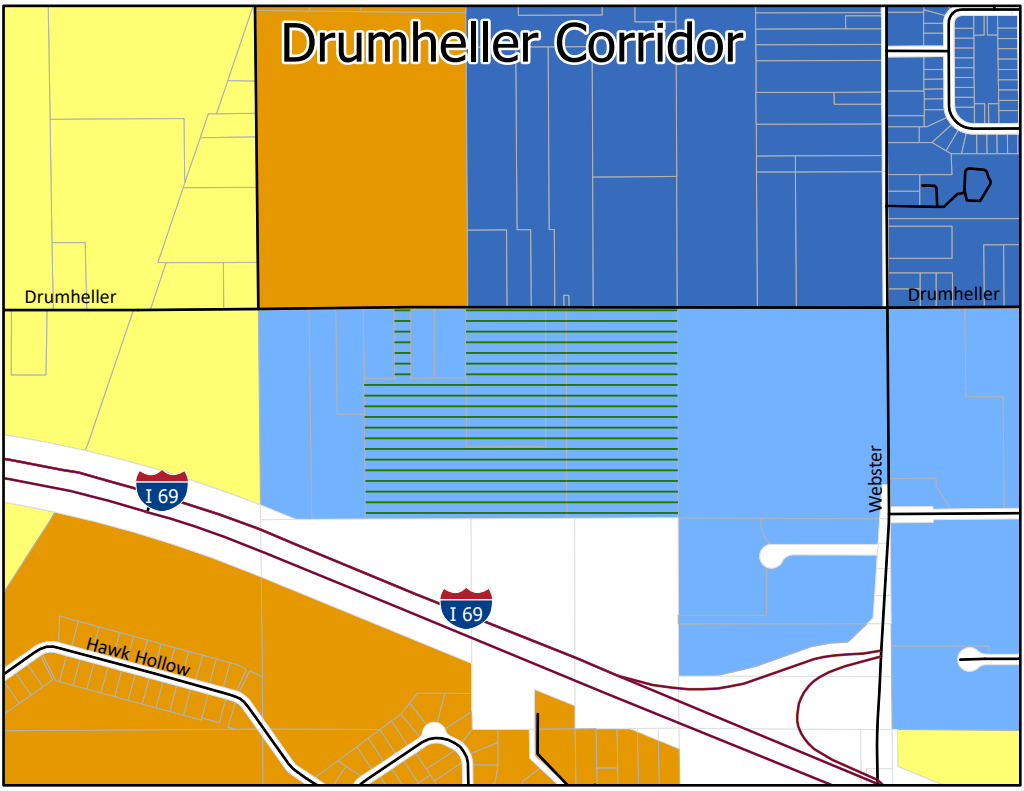 Drumheller Corridor
Drumheller
Drumheller
Webster
I 69
I 69
Hawk Hollow